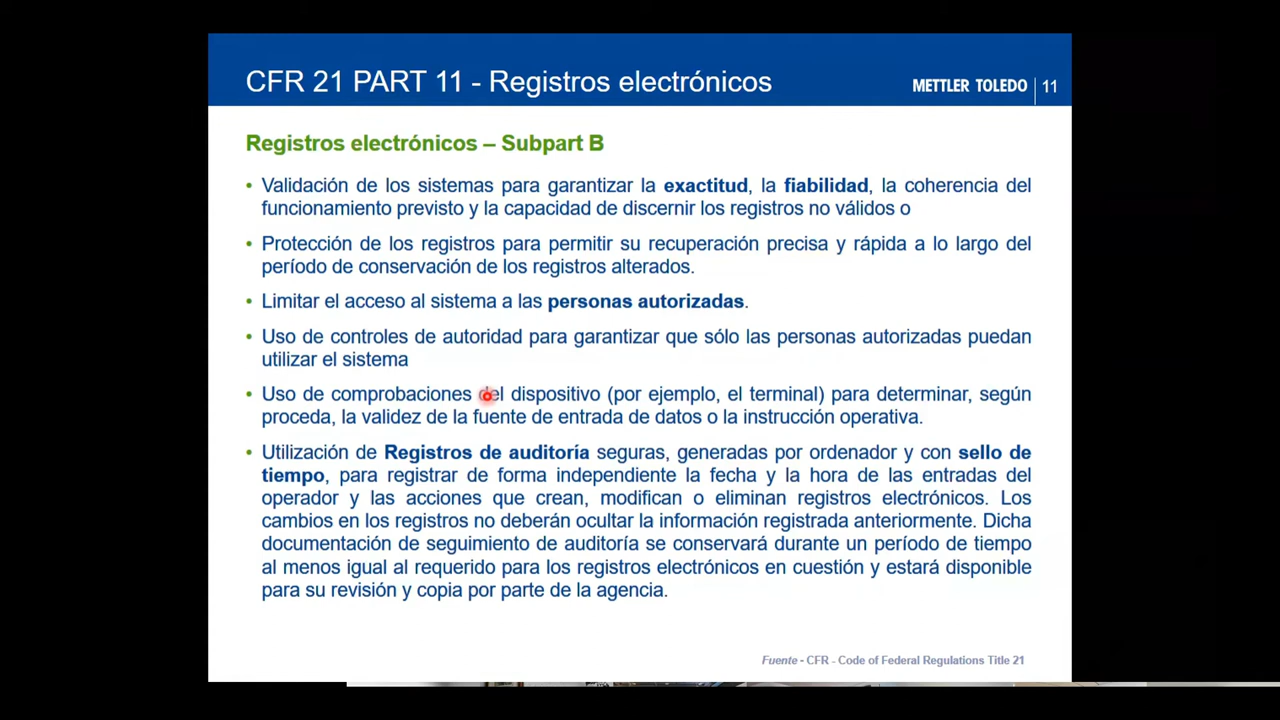 CFR 21 PART 11 - Registros electrónicos
METTLER TOLEDO 11
Registros electrónicos – Subpart B
• Validación de los sistemas para garantizar la exactitud, la fiabilidad, la coherencia del
funcionamiento previsto y la capacidad de discernir los registros no válidos o
• Protección de los registros para permitir su recuperación precisa y rápida a lo largo del
período de conservación de los registros alterados.
• Limitar el acceso al sistema a las personas autorizadas.
• Uso de controles de autoridad para garantizar que sólo las personas autorizadas puedan
utilizar el sistema
• Uso de comprobaciones del dispositivo (por ejemplo, el terminal) para determinar, según
proceda, la validez de la fuente de entrada de datos o la instrucción operativa.
• Utilización de Registros de auditoría seguras, generadas por ordenador y con sello de
tiempo, para registrar de forma independiente la fecha y la hora de las entradas del
operador y las acciones que crean, modifican o eliminan registros electrónicos. Los
cambios en los registros no deberán ocultar la información registrada anteriormente. Dicha
documentación de seguimiento de auditoría se conservará durante un período de tiempo
al menos igual al requerido para los registros electrónicos en cuestión y estará disponible
para su revisión y copia por parte de la agencia.
Fuente - CFR - Code of Federal Regulations Title 21